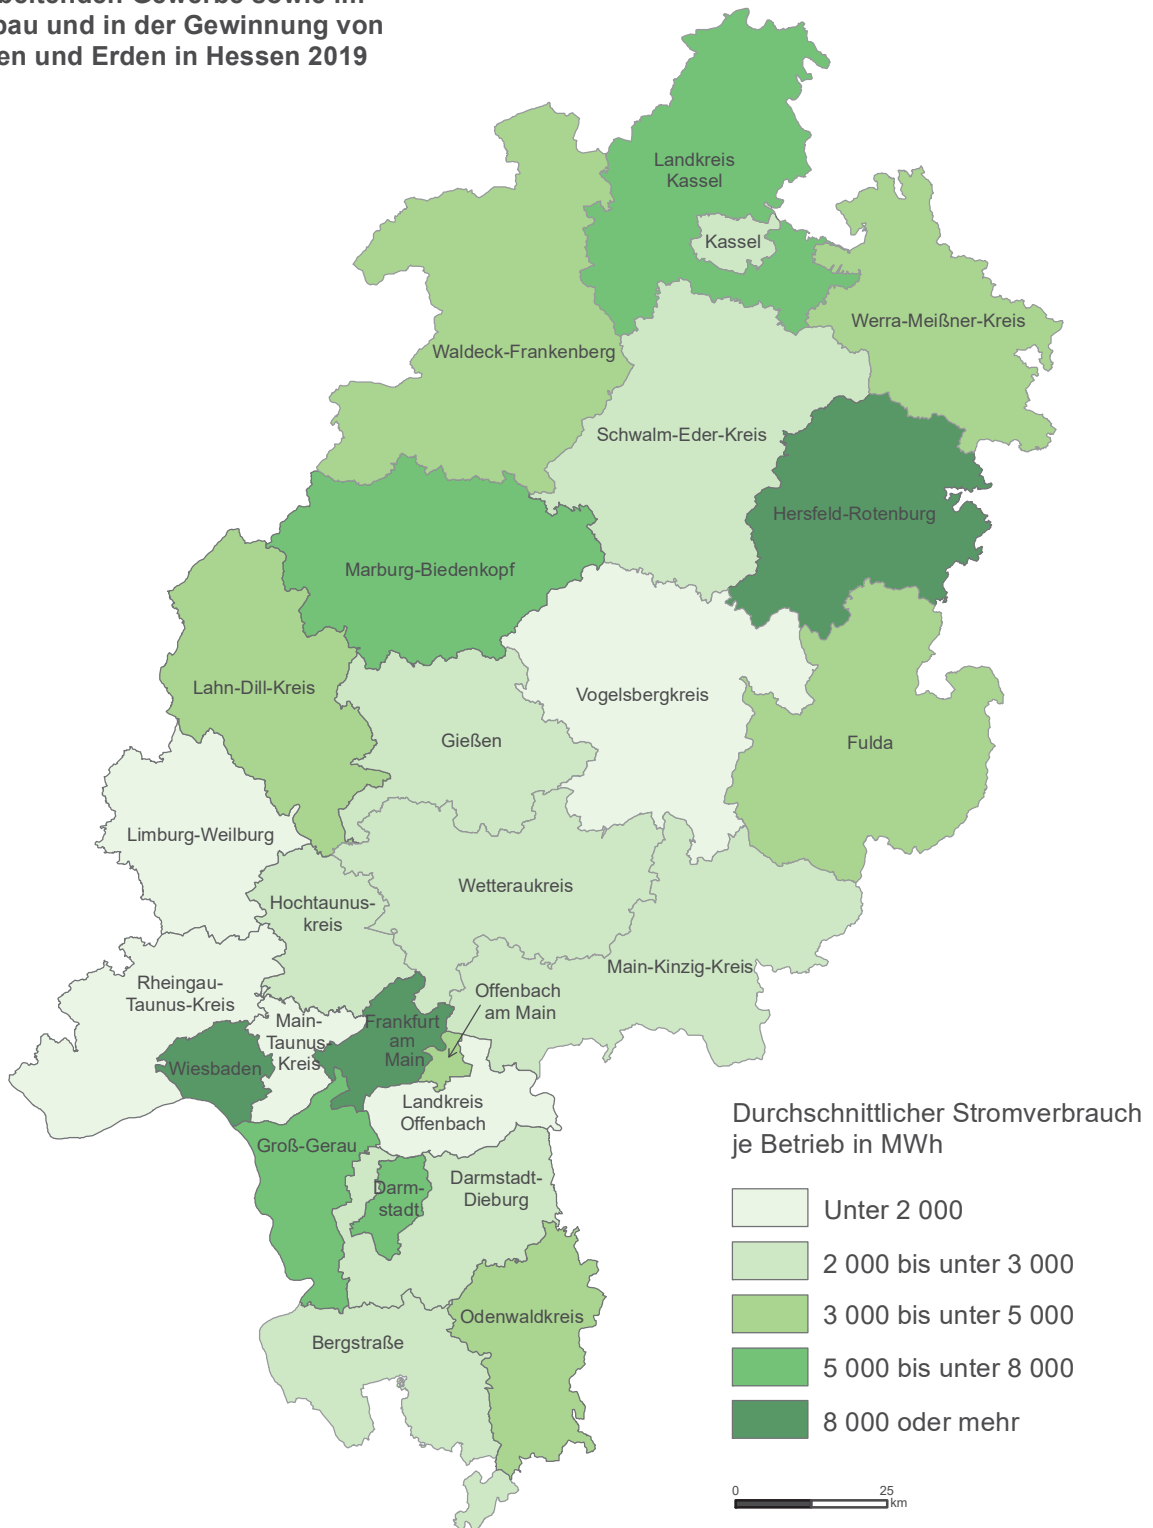 sowie im
und in der Gewinnung von
und Erden in Hessen 2019
Landkreis
Kassel
Kassel
Werra-Meißner-Kreis
Waldeck-Frankenberg
Schwalm-Eder-Kreis
Hersfeld-Rotenburg
Marburg-Biedenkopf
Lahn-Dill-Kreis
Vogelsbergkreis
Gießen
Fulda
Limburg-Weilburg
Wetteraukreis
Hochtaunus-
kreis
Main-Kinzig-Kreis
Rheingau-
Taunus-Kreis
Offenbach
am Main
Main-
Taunus-
Kreis
Frankfurt
am
Main
Wiesbaden
Landkreis
Offenbach
Groß-Gerau
Darm-
stadt
Darmstadt-
Dieburg
Odenwaldkreis
Bergstraße
Durchschnittlicher Stromverbrauch
je Betrieb in MWh
Unter 2 000
2 000 bis unter 3 000
3 000 bis unter 5 000
5 000 bis unter 8 000
8 000 oder mehr
0 25
km